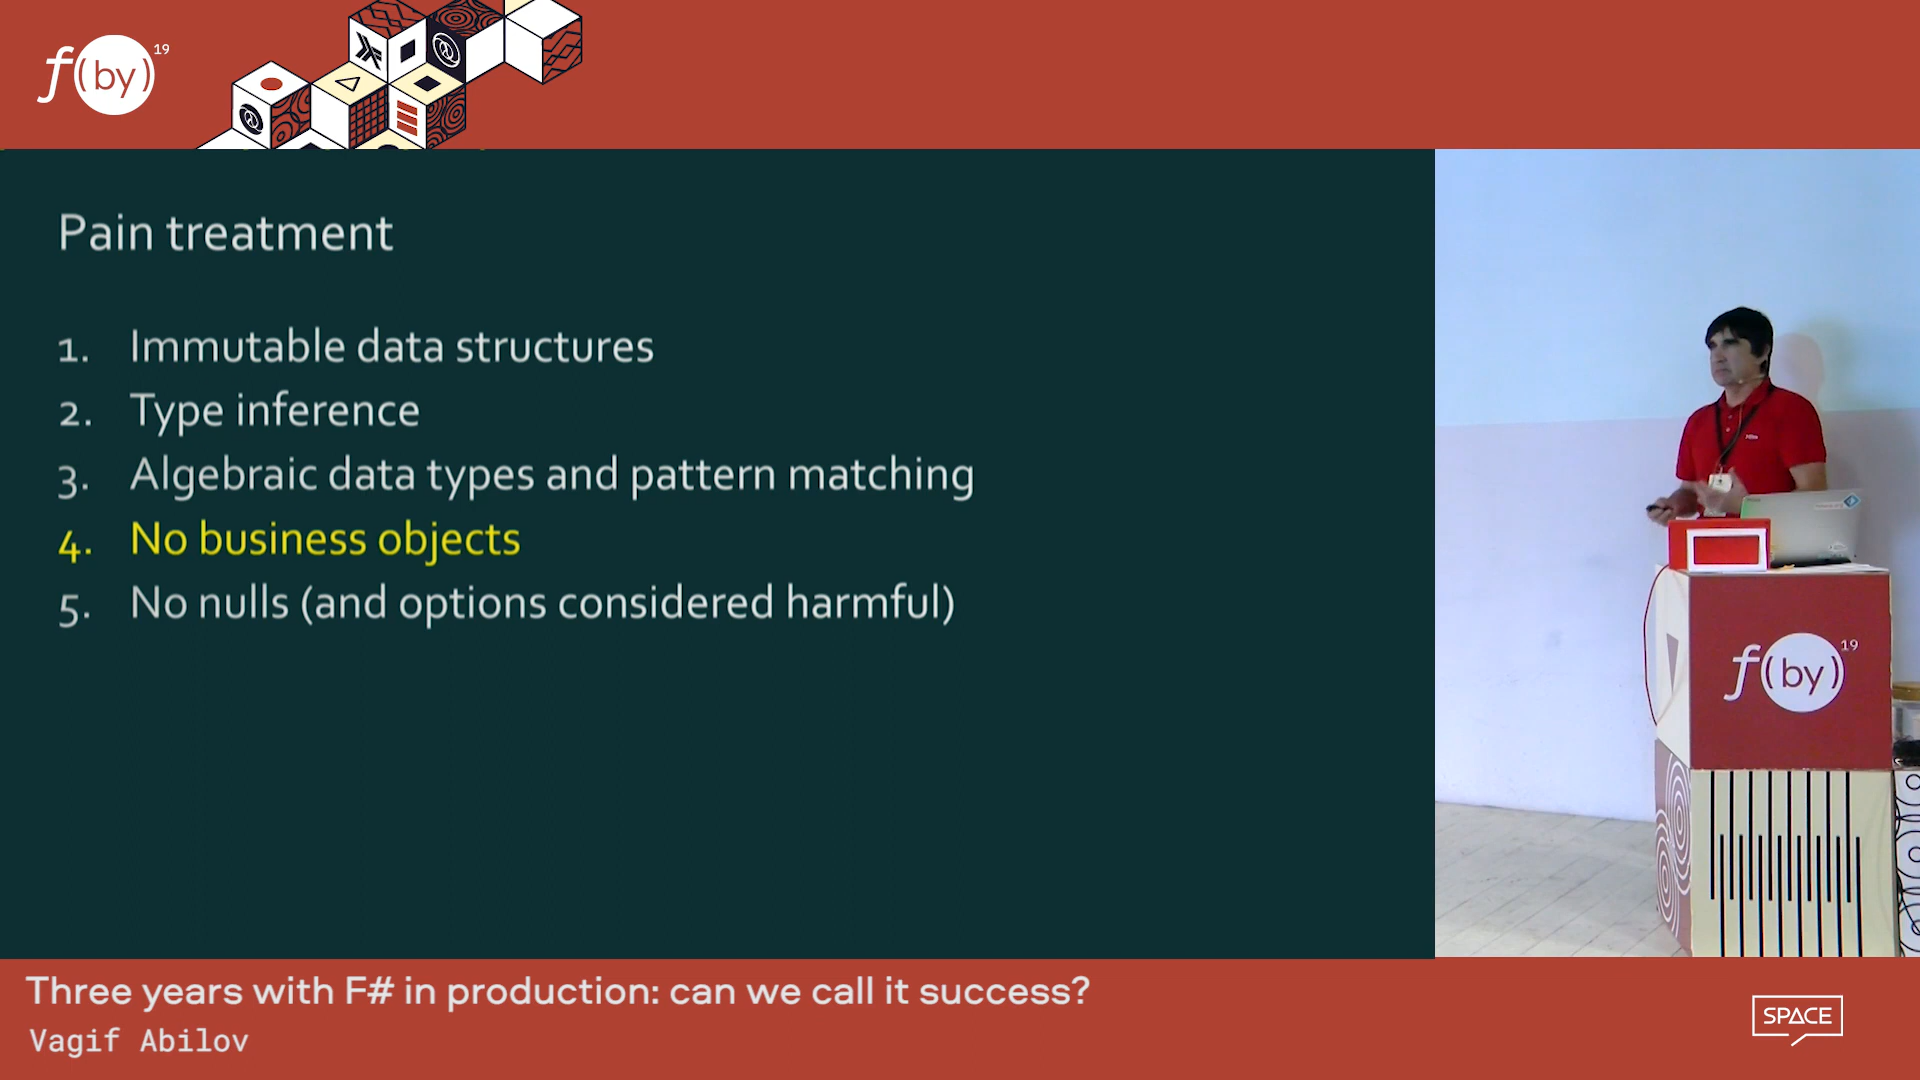 f(by) 19
Pain treatment
1. Immutable data structures
2. Type inference
3. Algebraic data types and pattern matching
4. No business objects
5. No nulls (and options considered harmful)
f(by) 19
Three years with F# in production: can we call it success?
Vagif Abilov
SPACE